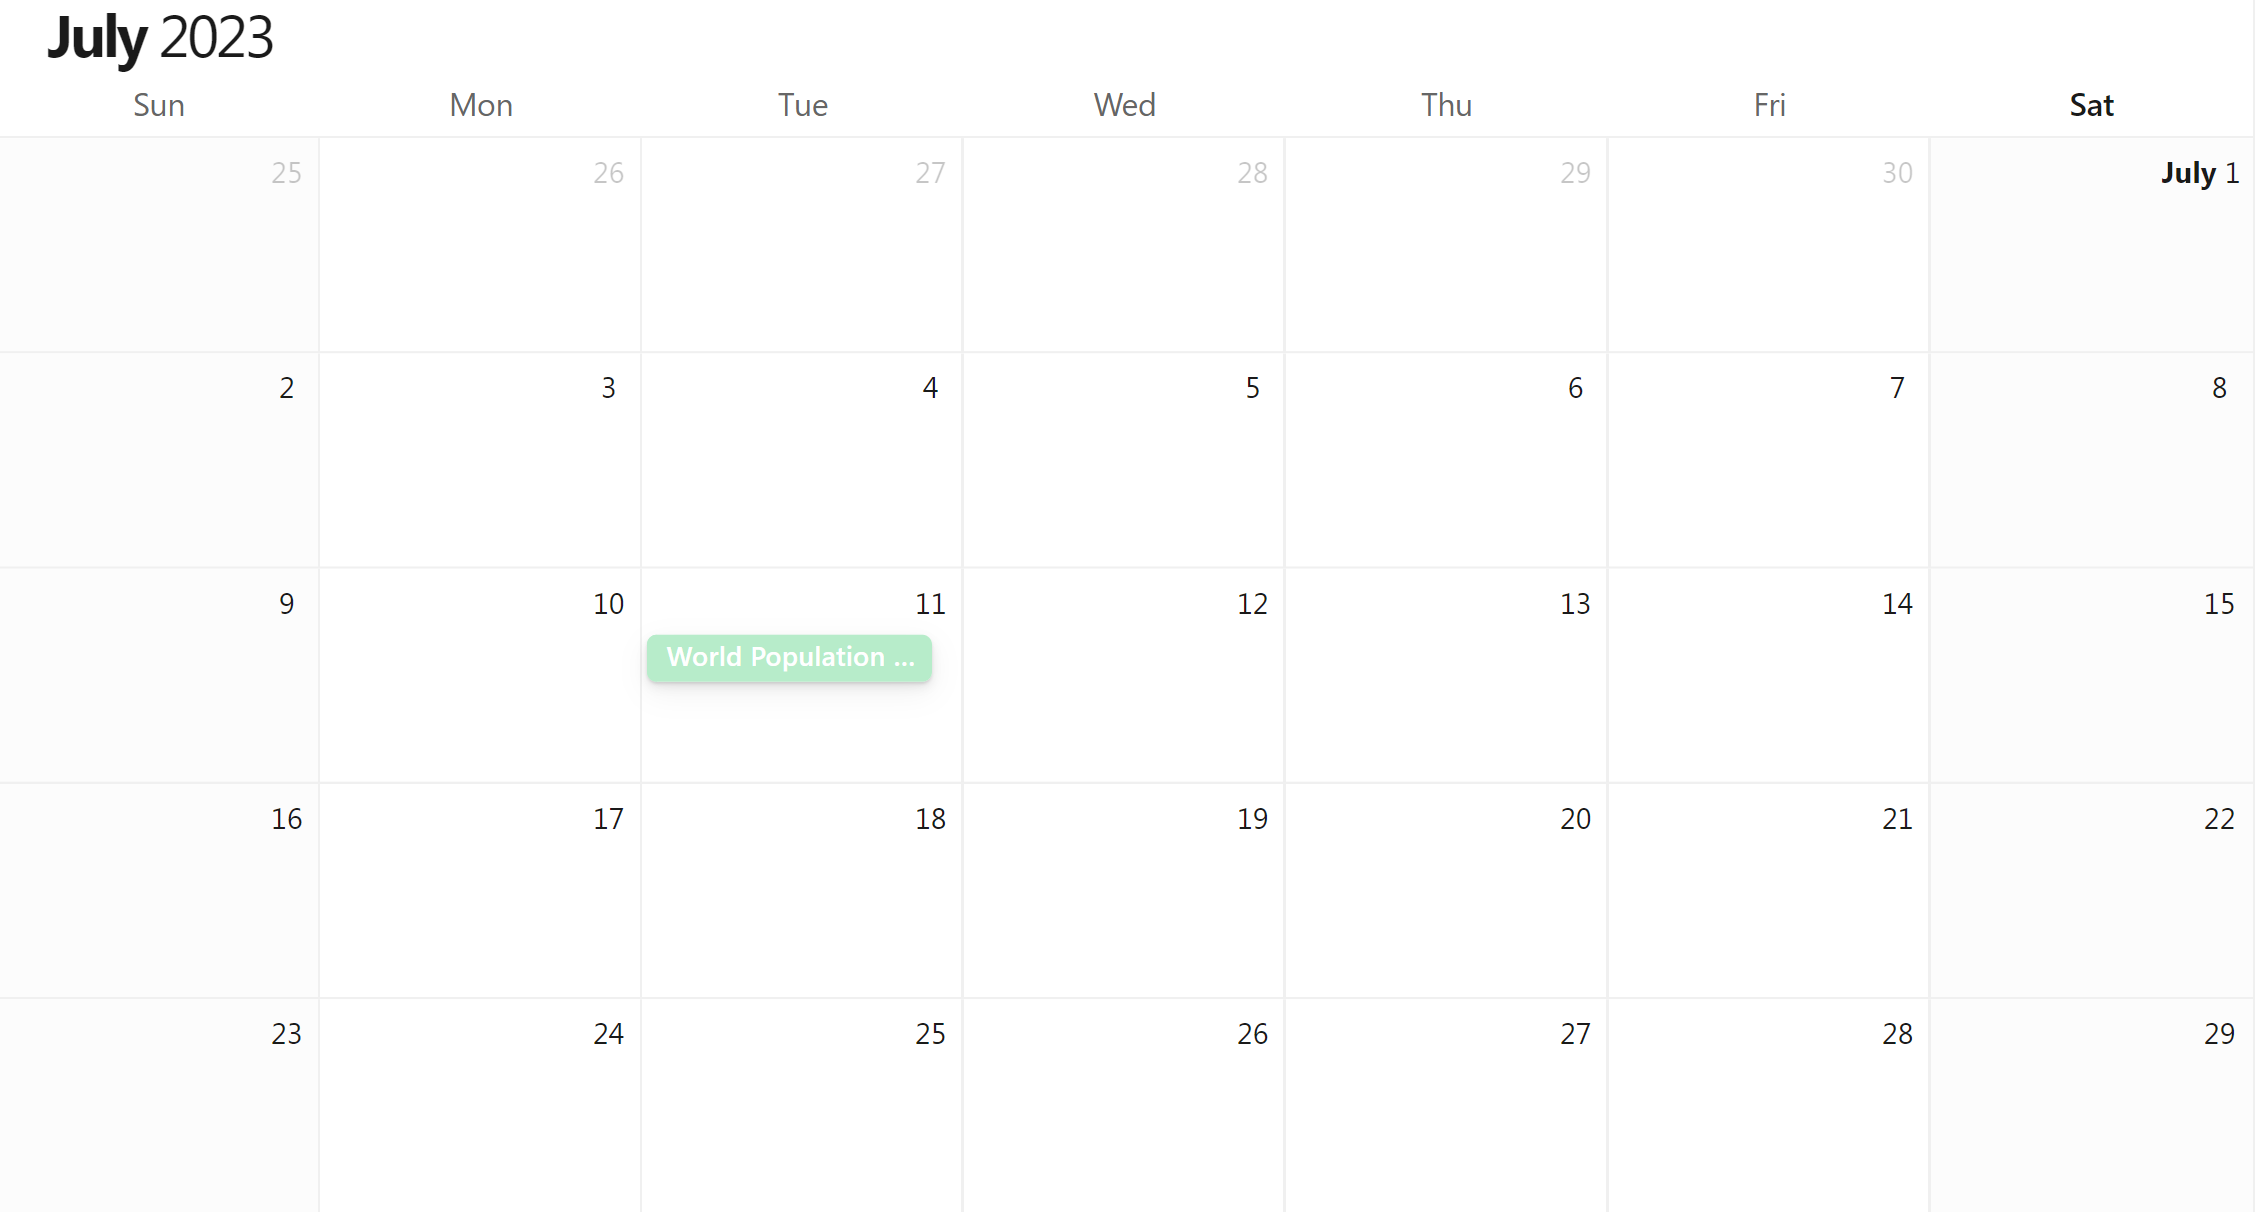 July 2023
Sun Mon Tue Wed Thu Fri Sat
25 26 27 28 29 30 July 1
2 3 4 5 6 7 8
9 10 11 12 13 14 15
World Population ...
16 17 18 19 20 21 22
23 24 25 26 27 28 29